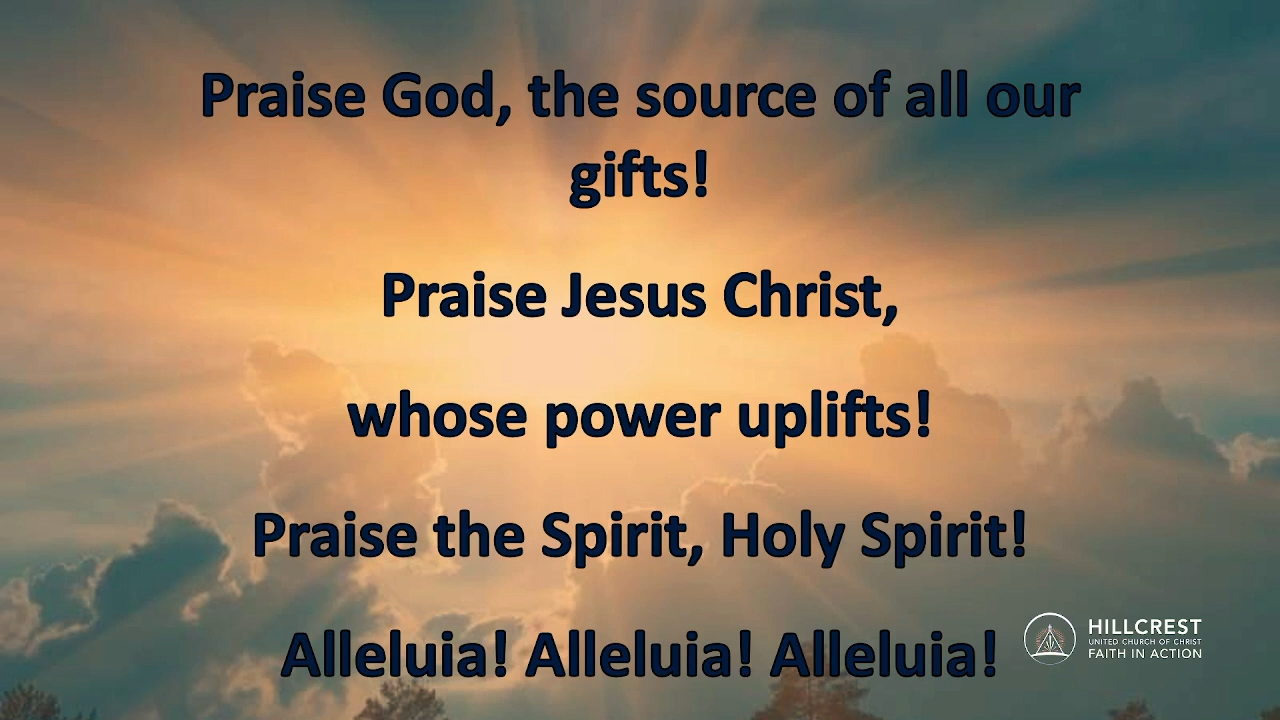 Praise God, the source of all our
gifts!
Praise Jesus Christ,
whose power uplifts!
Praise the Spirit, Holy Spirit!
Alleluia! Alleluia! Alleluia!
HILLCREST
UNITED CHURCH OF CHRIST
FAITH IN ACTION